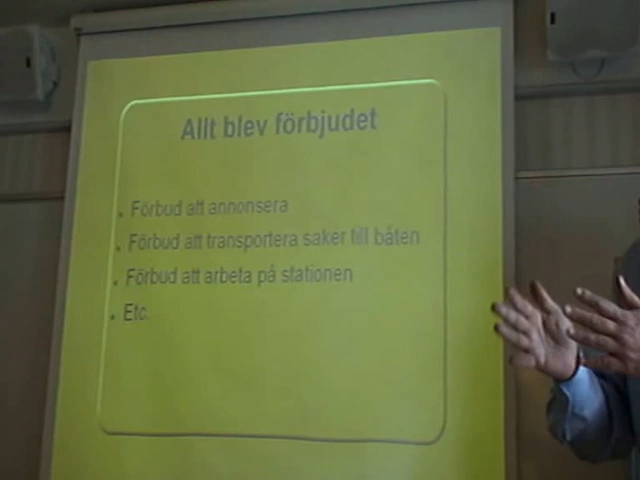 Allt blev förbjudet
• Förbud att annonsera
• Förbud att transportera saker till båten
• Förbud att arbeta på stationen
• Etc.